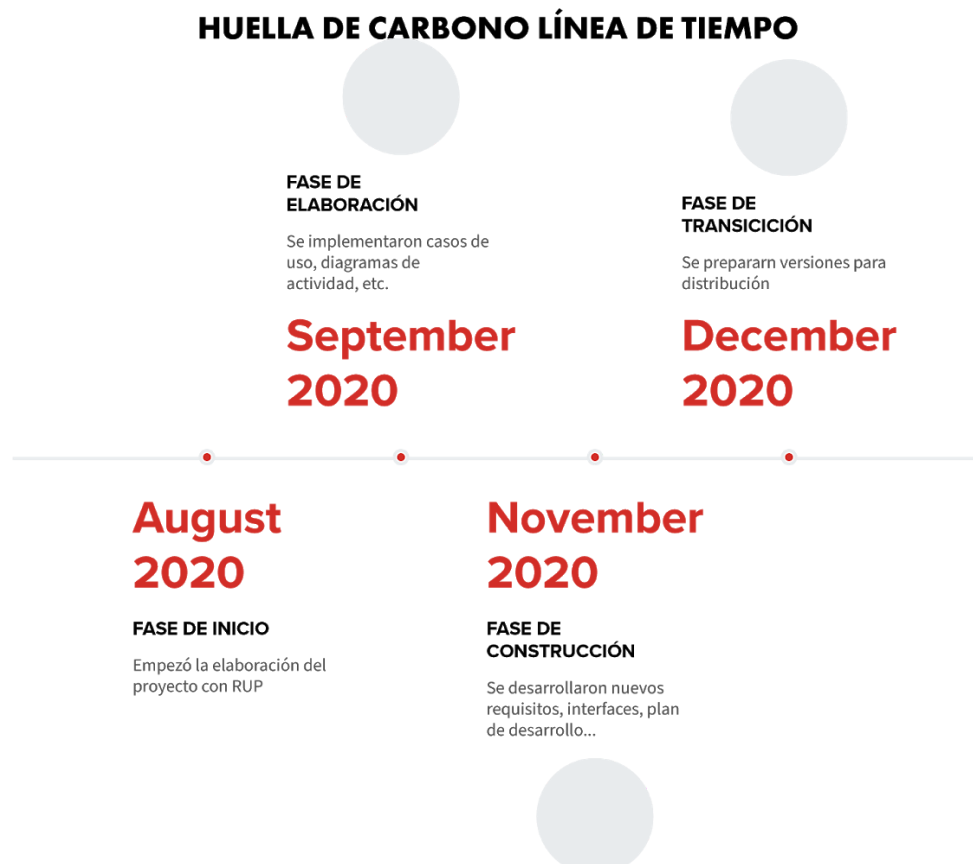 HUELLA DE CARBONO LÍNEA DE TIEMPO
FASE DE
ELABORACIÓN
Se implementaron casos de
uso, diagramas de
actividad, etc.
September
2020
FASE DE
TRANSICICIÓN
Se prepararn versiones para
distribución
December
2020
August
2020
FASE DE INICIO
Empezó la elaboración del
proyecto con RUP
November
2020
FASE DE
CONSTRUCCIÓN
Se desarrollaron nuevos
requisitos, interfaces, plan
de desarrollo...